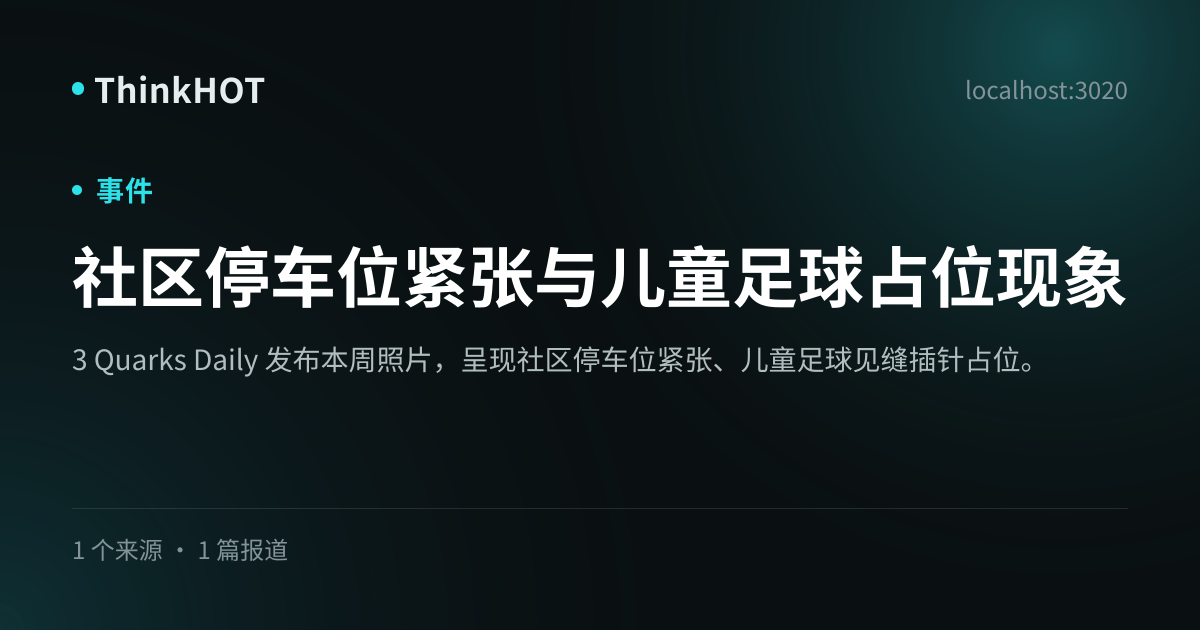 ThinkHOT
localhost:3020
事件
社区停车位紧张与儿童足球占位现象
3 Quarks Daily 发布本周照片，呈现社区停车位紧张、儿童足球见缝插针占位。
1 个来源 · 1 篇报道